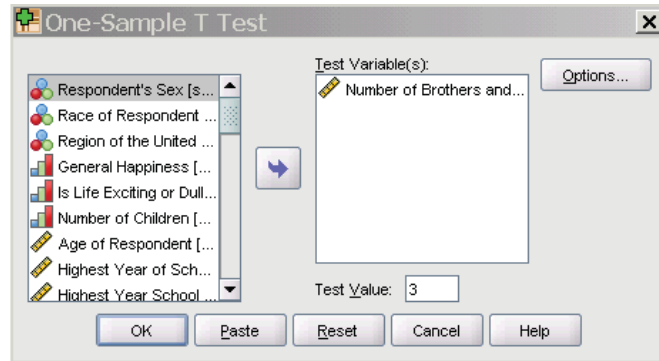 One-Sample T Test
Respondent's Sex [s...
Race of Respondent ...
Region of the United ...
General Happiness [...
Is Life Exciting or Dull...
Number of Children [...
Age of Respondent [...
Highest Year of Sch...
Highest Year School ...
Test Variable(s):
Number of Brothers and...
Options...
Test Value: 3
OK Paste Reset Cancel Help